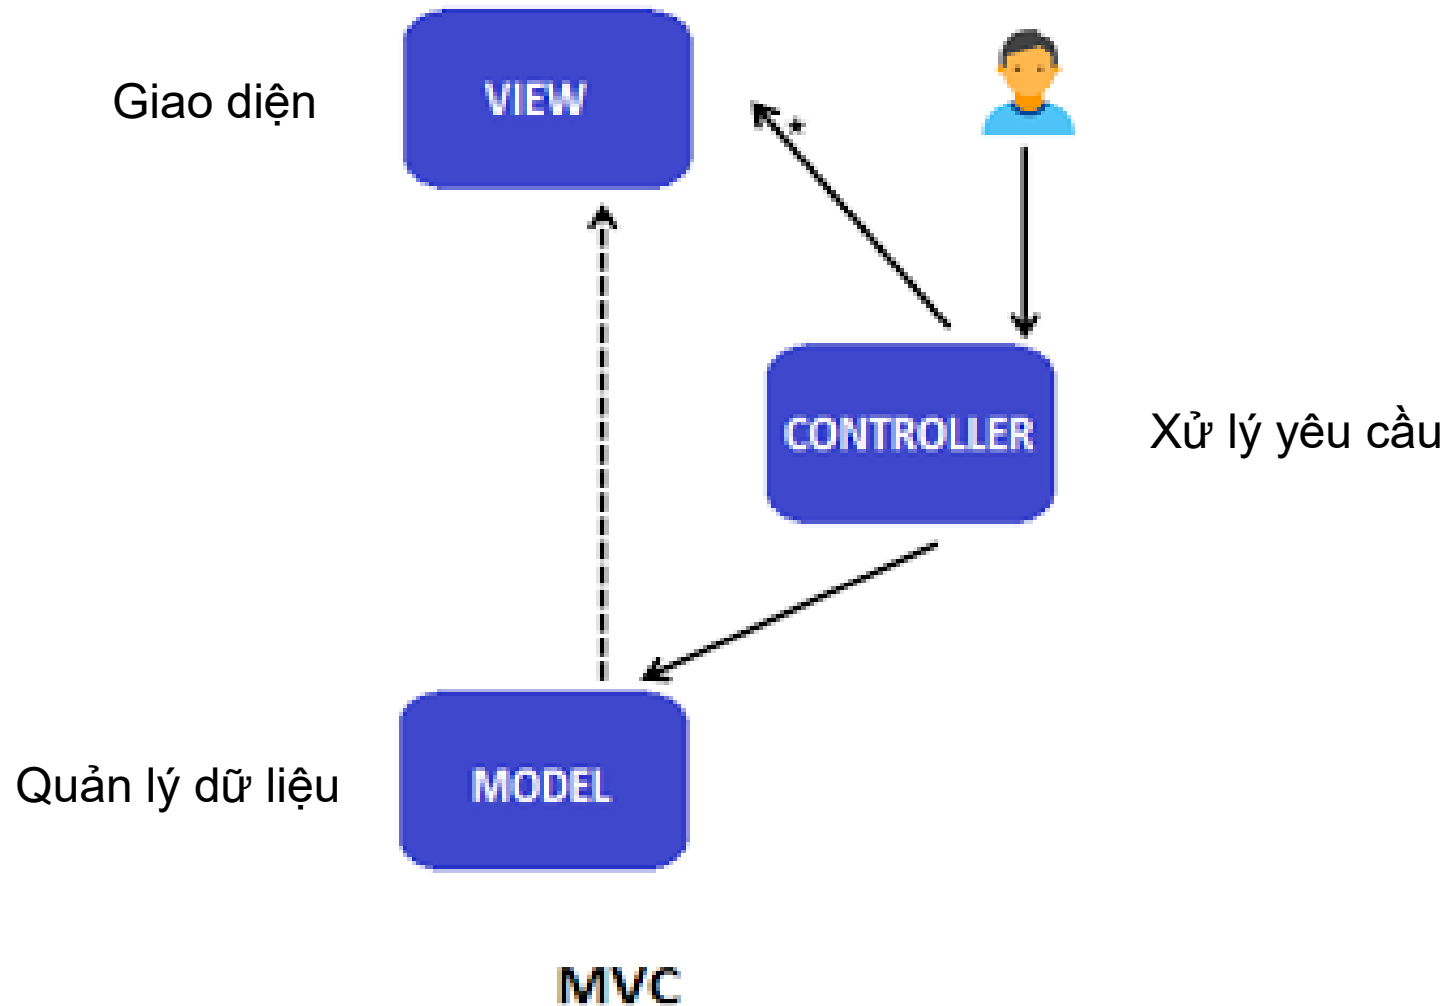 VIEW
Giao diện
*
CONTROLLER
Xử lý yêu cầu
Quản lý dữ liệu
MODEL
MVC